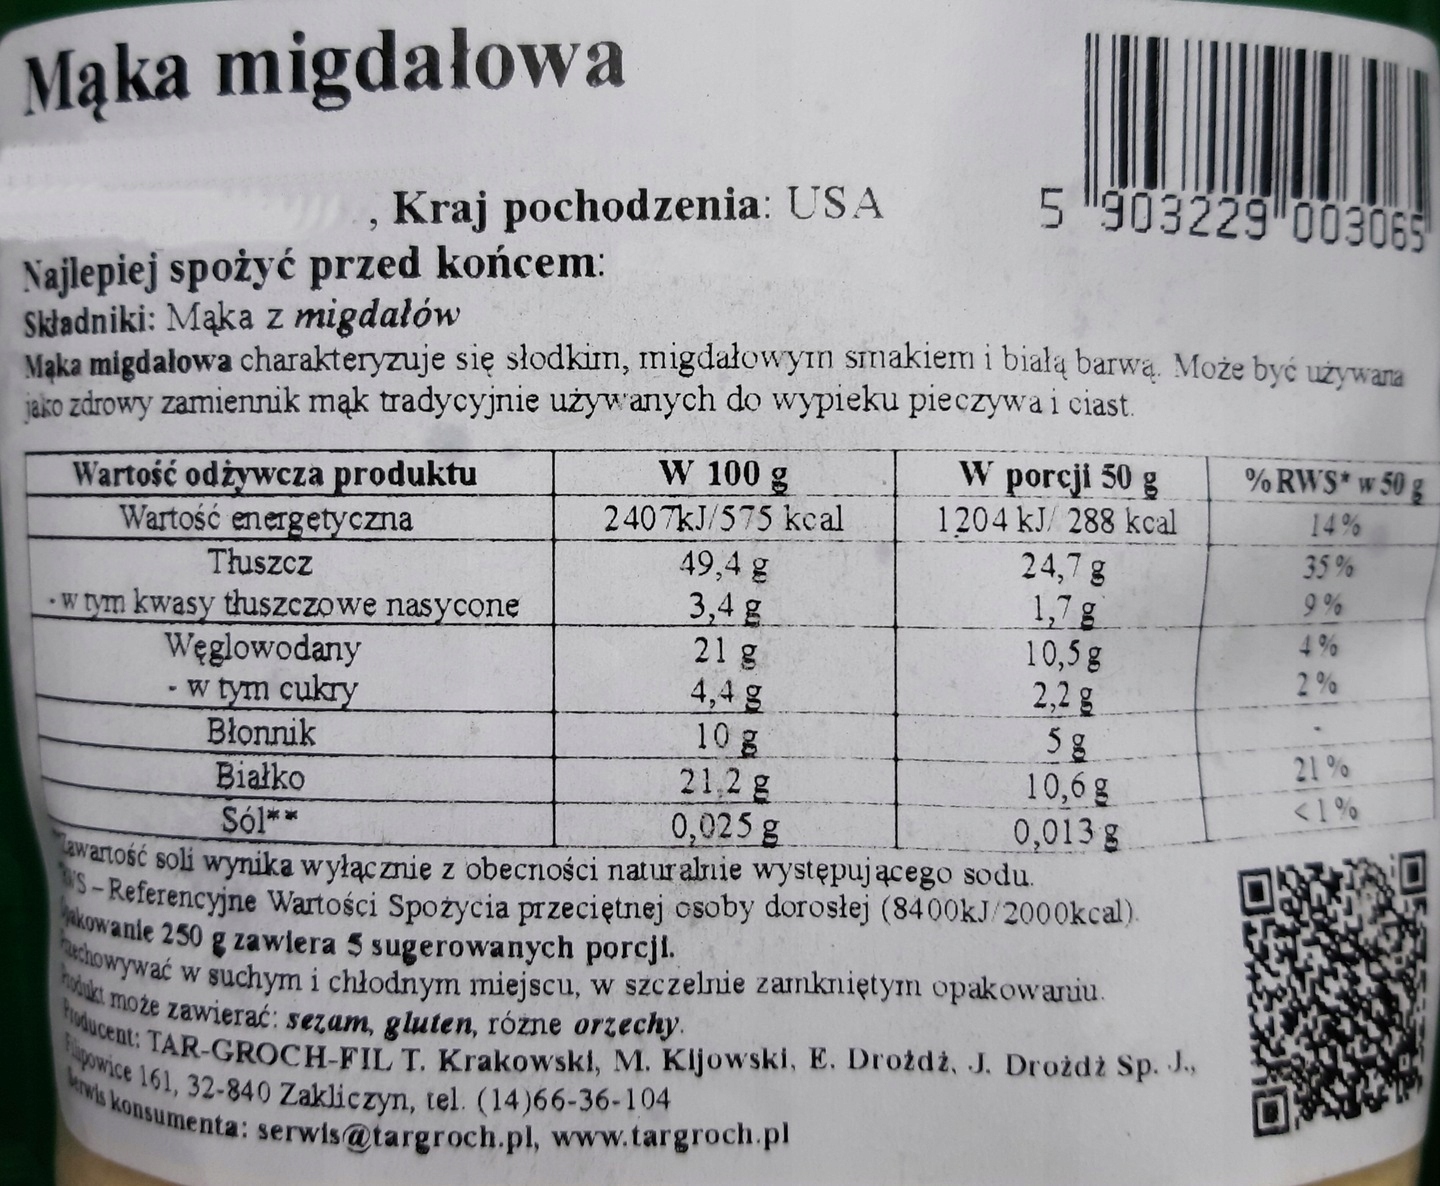 Mąka migdałowa
, Kraj pochodzenia: USA
5 903229 003065
Najlepiej spożyć przed końcem:
Składniki: Mąka z migdałów
Mąka migdałowa charakteryzuje się słodkim, migdałowym smakiem i białą barwą. Może być używana
jako zdrowy zamiennik mąk tradycyjnie używanych do wypieku pieczywa i ciast.
Wartość odżywcza produktu W 100 g W porcji 50 g %RWS* w 50 g
Wartość energetyczna 2407kJ/575 kcal 1204 kJ/ 288 kcal 14%
Tłuszcz 49,4 g 24,7 g 35%
- w tym kwasy tłuszczowe nasycone 3,4 g 1,7 g 9%
Węglowodany 21 g 10,5 g 4%
- w tym cukry 4,4 g 2,2 g 2%
Błonnik 10 g 5 g -
Białko 21.2 g 10,6 g 21%
Sól** 0,025 g 0,013 g <1%
Zawartość soli wynika wyłącznie z obecności naturalnie występującego sodu.
*RWS – Referencyjne Wartości Spożycia przeciętnej osoby dorosłej (8400kJ/2000kcal).
Opakowanie 250 g zawiera 5 sugerowanych porcji.
Przechowywać w suchym i chłodnym miejscu, w szczelnie zamkniętym opakowaniu.
Produkt może zawierać: sezam, gluten, różne orzechy.
Producent: TAR-GROCH-FIL T. Krakowski, M. Kijowski, E. Drożdż, J. Drożdż Sp. J.,
Filipowice 161, 32-840 Zakliczyn, tel. (14)66-36-104
Serwis konsumenta: serwis@targroch.pl, www.targroch.pl